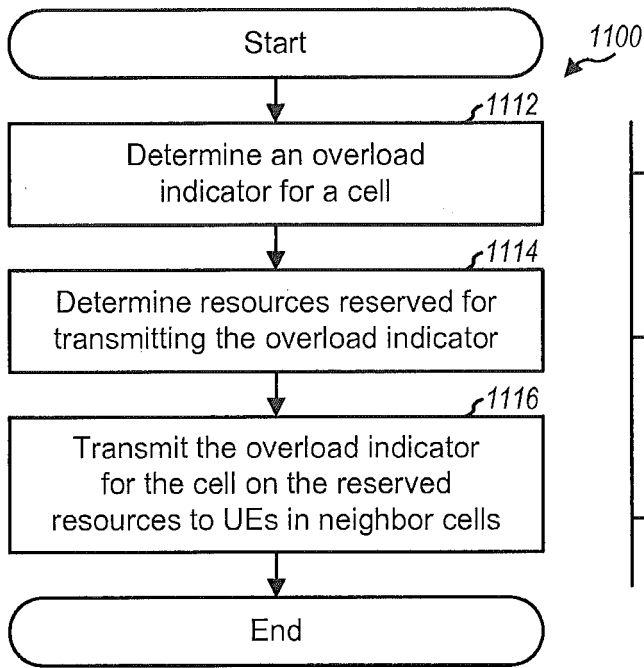 Start
1100
1112
Determine an overload
indicator for a cell
1114
Determine resources reserved for
transmitting the overload indicator
1116
Transmit the overload indicator
for the cell on the reserved
resources to UEs in neighbor cells
End